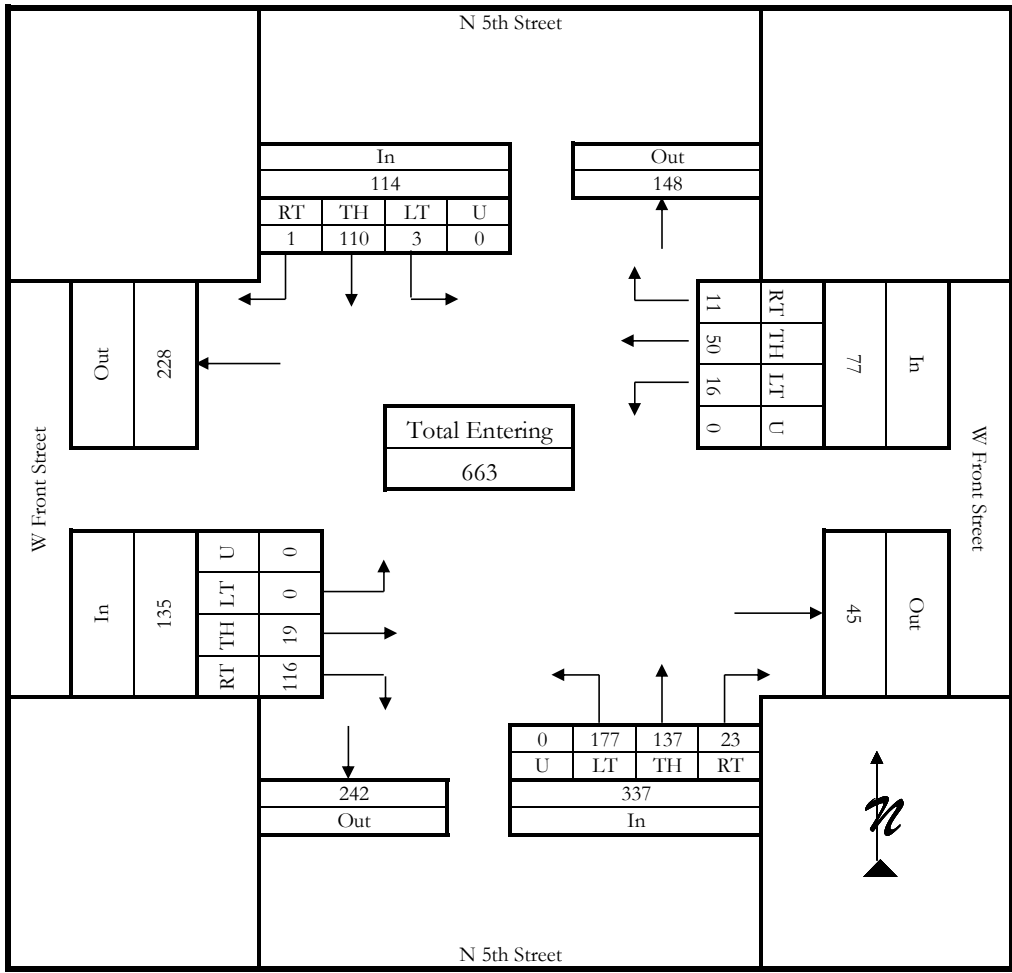 N 5th Street
In
114
RT TH LT U
1 110 3 0
Out
148
Out 228
11 RT
50 TH
16 LT
0 U
77
In
W Front Street
Total Entering
663
W Front Street
In
135
U 0
LT 0
TH 19
RT 116
45 Out
0 177 137 23
U LT TH RT
337
In
242
Out
N
N 5th Street